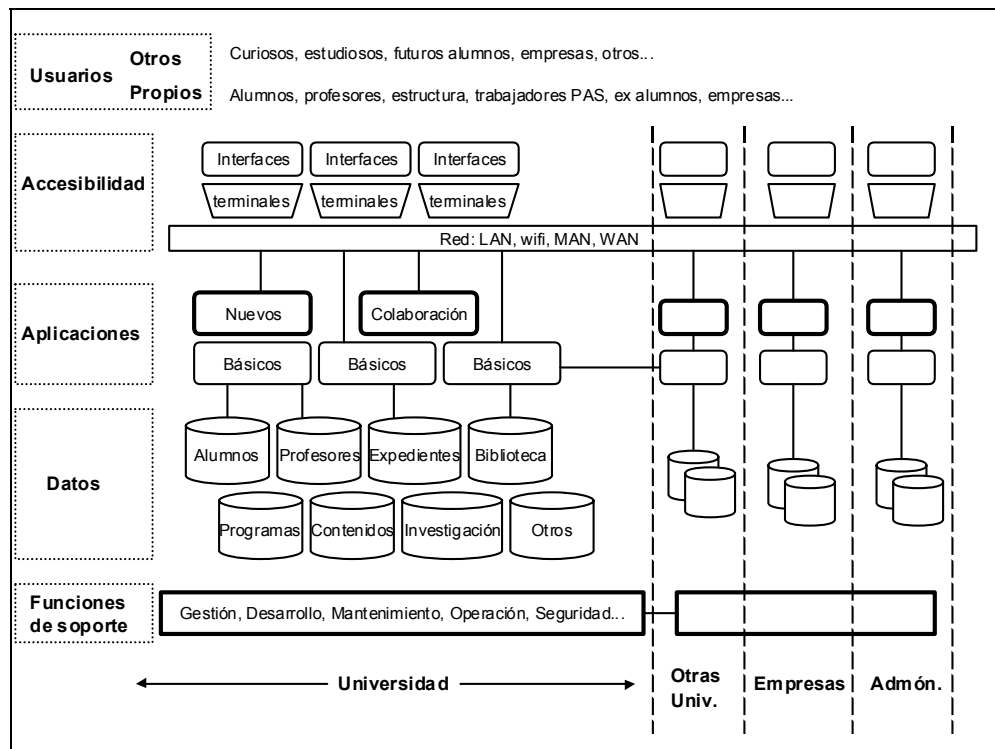 Usuarios
Otros
Propios
Curiosos, estudiosos, futuros alumnos, empresas, otros...
Alumnos, profesores, estructura, trabajadores PAS, ex alumnos, empresas...
Accesibilidad
Interfaces
Interfaces
Interfaces
terminales
terminales
terminales
Red: LAN, wifi, MAN, WAN
Aplicaciones
Nuevos
Colaboración
Básicos
Básicos
Básicos
Datos
Alumnos
Profesores
Expedientes
Biblioteca
Programas
Contenidos
Investigación
Otros
Funciones
de soporte
Gestión, Desarrollo, Mantenimiento, Operación, Seguridad...
Universidad
Otras
Univ.
Empresas
Admón.